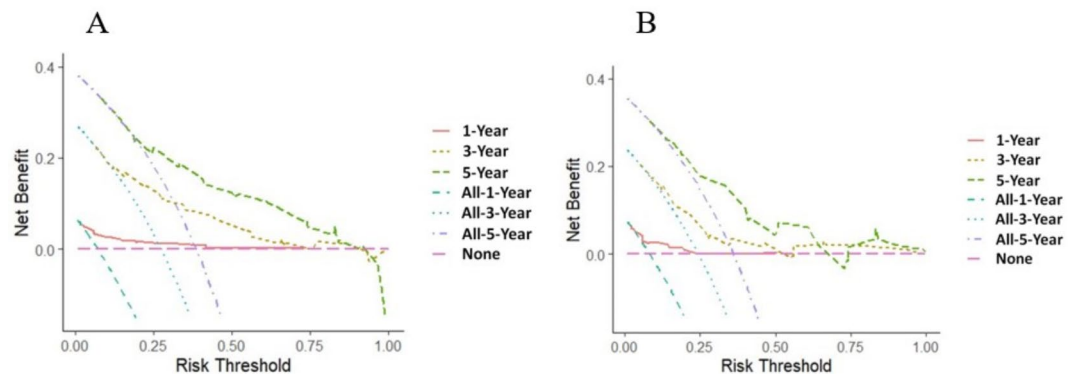 A
0.4
0.2
0.0
Net Benefit
0.00 0.25 0.50 0.75 1.00
Risk Threshold
1-Year
3-Year
5-Year
All-1-Year
All-3-Year
All-5-Year
None
B
0.4
0.2
0.0
Net Benefit
0.00 0.25 0.50 0.75 1.00
Risk Threshold
1-Year
3-Year
5-Year
All-1-Year
All-3-Year
All-5-Year
None